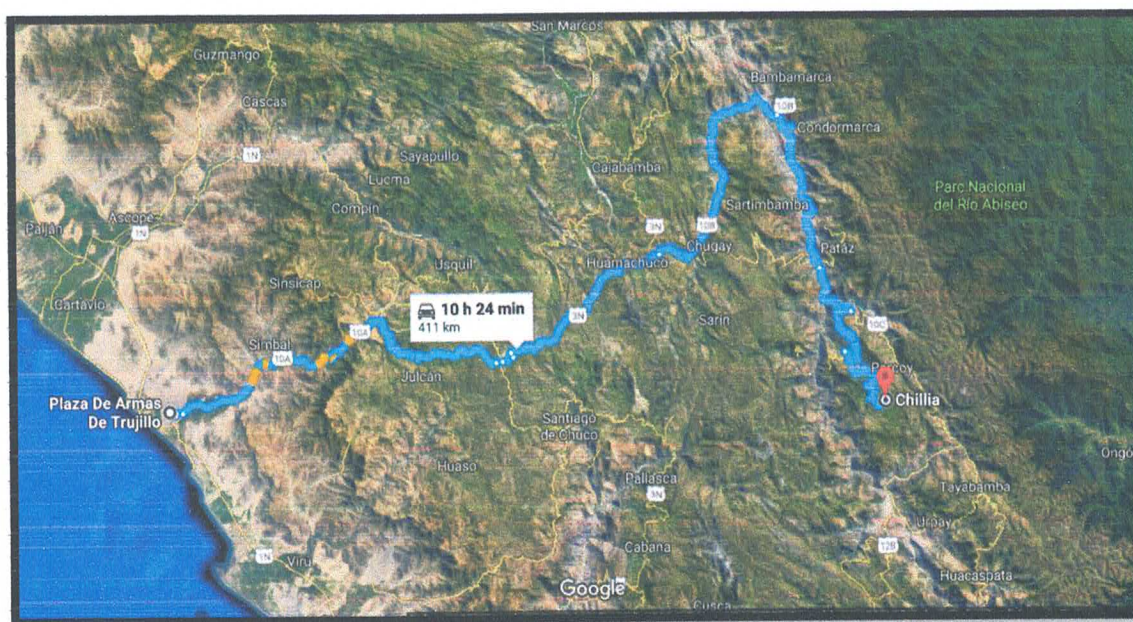 San Marcos
Guzmango
Bambamarca
Cascas
10B
Condormarca
1N
Sayapullo
Cajabamba
Lucma
Parc Nacional
del Río Abiseo
Compin
Sartimbamba
Ascope
3N
10B
Paiján
1N
Chugay
Pataz
Usquil
Huamachuco
Sinsicap
Cartavio
10 h 24 min
411 km
3N
Sarin
10C
10A
Simbal
10A
Julcán
Parcoy
Chillia
Plaza De Armas
De Trujillo
Santiago
de Chuco
Huaso
Ongó
Pallasca
3N
Tayabamba
Urpay
1N
Virú
Cabana
12B
Google
Huacaspata
Cusca